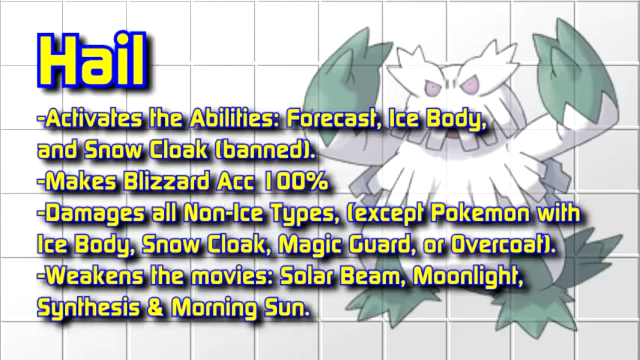 Hail
-Activates the Abilities: Forecast, Ice Body,
and Snow Cloak (banned).
-Makes Blizzard Acc 100%
-Damages all Non-Ice Types, (except Pokemon with
Ice Body, Snow Cloak, Magic Guard, or Overcoat).
-Weakens the movies: Solar Beam, Moonlight,
Synthesis & Morning Sun.